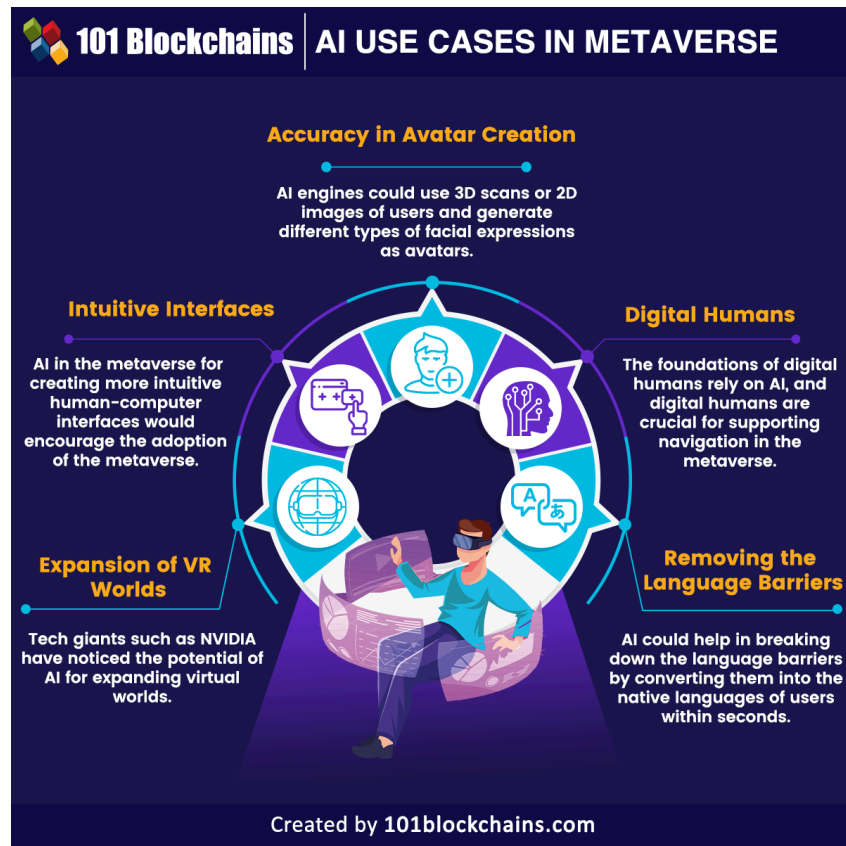 101 Blockchains
AI USE CASES IN METAVERSE
Accuracy in Avatar Creation
AI engines could use 3D scans or 2D
images of users and generate
different types of facial expressions
as avatars.
Intuitive Interfaces
AI in the metaverse for
creating more intuitive
human-computer
interfaces would
encourage the adoption
of the metaverse.
Digital Humans
The foundations of digital
humans rely on AI, and
digital humans are
crucial for supporting
navigation in the
metaverse.
A
あ
Expansion of VR
Worlds
Tech giants such as NVIDIA
have noticed the potential of
AI for expanding virtual
worlds.
Removing the
Language Barriers
AI could help in breaking
down the language barriers
by converting them into the
native languages of users
within seconds.
Created by 101blockchains.com